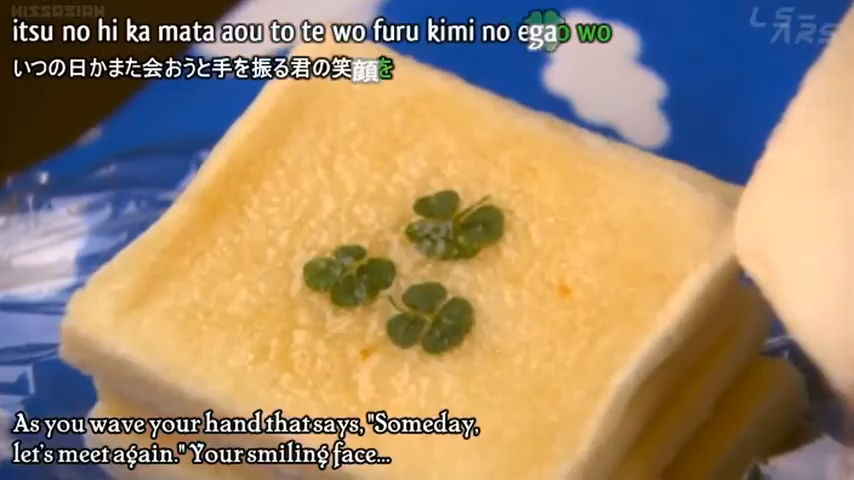 KISSASIAN
itsu no hi ka mata aou to te wo furu kimi no egao wo
いつの日かまた会おうと手を振る君の笑顔を
As you wave your hand that says, "Someday,
let's meet again." Your smiling face...